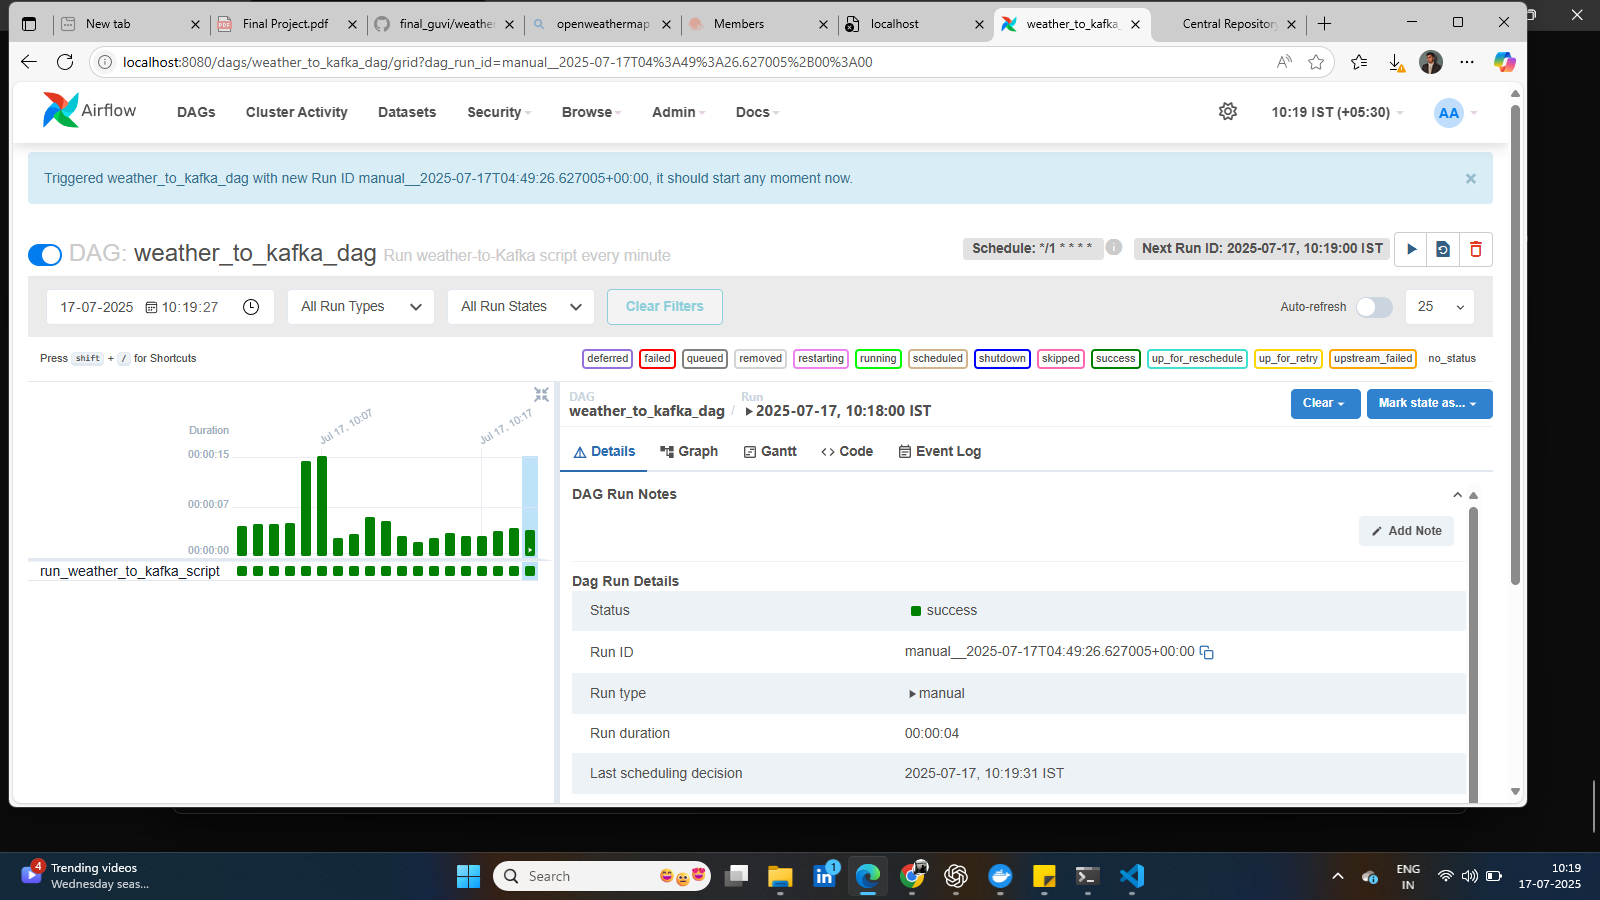 New tab
Final Project.pdf
final_guvi/weather
openweathermap
Members
localhost
weather_to_kafka_
Central Repository
localhost:8080/dags/weather_to_kafka_dag/grid?dag_run_id=manual__2025-07-17T04%3A49%3A26.627005%2B00%3A00
Airflow
DAGs
Cluster Activity
Datasets
Security
Browse
Admin
Docs
10:19 IST (+05:30)
AA
Triggered weather_to_kafka_dag with new Run ID manual__2025-07-17T04:49:26.627005+00:00, it should start any moment now.
×
DAG: weather_to_kafka_dag Run weather-to-Kafka script every minute
Schedule: */1 * * * *
Next Run ID: 2025-07-17, 10:19:00 IST
17-07-2025 10:19:27
All Run Types
All Run States
Clear Filters
Auto-refresh
25
Press shift + / for Shortcuts
deferred
failed
queued
removed
restarting
running
scheduled
shutdown
skipped
success
up_for_reschedule
up_for_retry
upstream_failed
no_status
Duration
Jul 17, 10:07
Jul 17, 10:17
00:00:15
00:00:07
00:00:00
run_weather_to_kafka_script
DAG
weather_to_kafka_dag
/
Run
2025-07-17, 10:18:00 IST
Clear
Mark state as...
Details
Graph
Gantt
Code
Event Log
DAG Run Notes
Add Note
Dag Run Details
Status
success
Run ID
manual__2025-07-17T04:49:26.627005+00:00
Run type
manual
Run duration
00:00:04
Last scheduling decision
2025-07-17, 10:19:31 IST
4
Trending videos
Wednesday seas...
Search
1
ENG
IN
10:19
17-07-2025